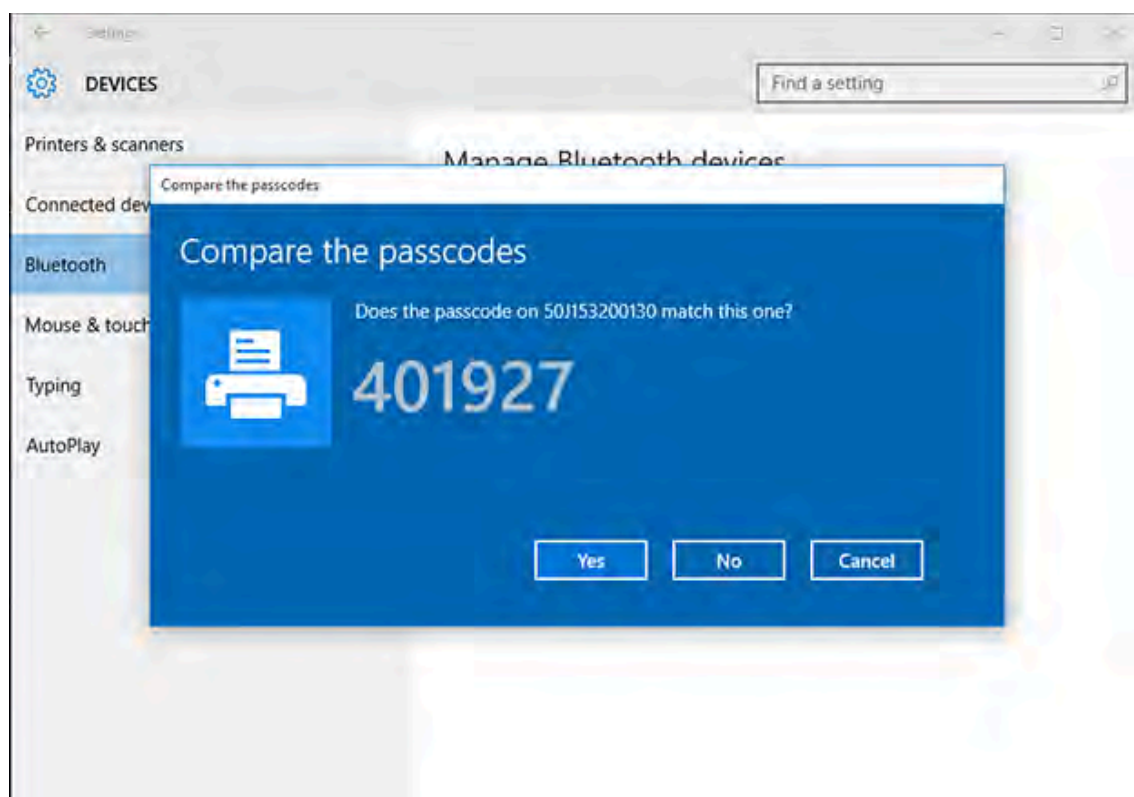 Settings
DEVICES
Find a setting
Printers & scanners
Manage Bluetooth devices
Compare the passcodes
Connected dev
Compare the passcodes
Bluetooth
Does the passcode on 50J153200130 match this one?
Mouse & touch
401927
Typing
AutoPlay
Yes
No
Cancel